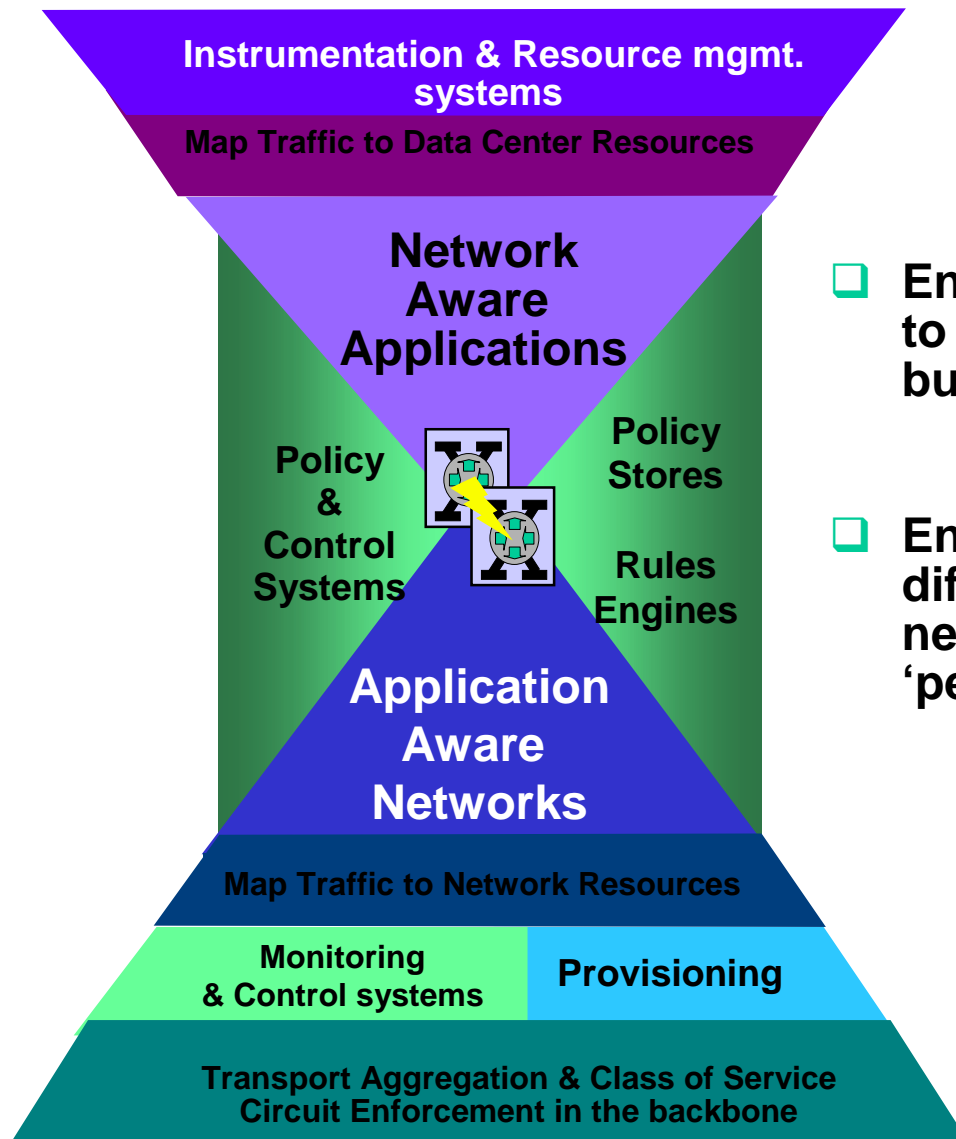 Instrumentation & Resource mgmt.
systems
Map Traffic to Data Center Resources
Network
Aware
Applications
Policy
&
Control
Systems
Policy
Stores
Rules
Engines
Application
Aware
Networks
Map Traffic to Network Resources
Monitoring
& Control systems
Provisioning
Transport Aggregation & Class of Service
Circuit Enforcement in the backbone
to